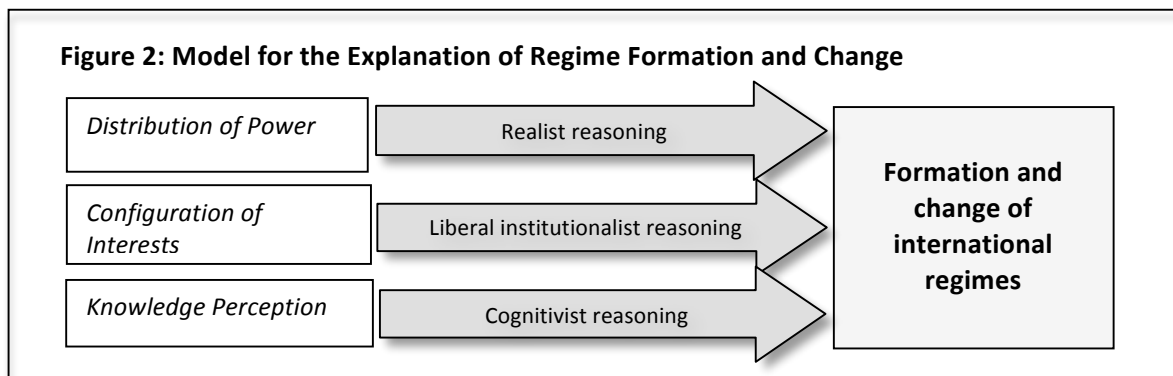 Figure 2: Model for the Explanation of Regime Formation and Change
Distribution of Power
Realist reasoning
Configuration of
Interests
Liberal institutionalist reasoning
Knowledge Perception
Cognitivist reasoning
Formation and
change of
international
regimes